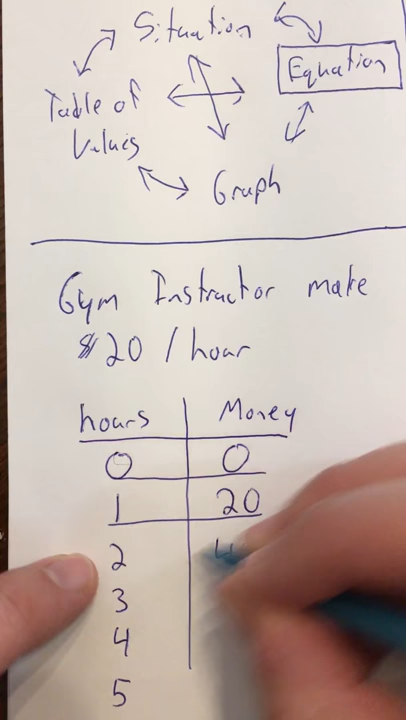 Situation
Equation
Table of
Values
Graph
Gym Instructor make
$20 / hour
hours Money
0 0
1 20
2 4
3
4
5